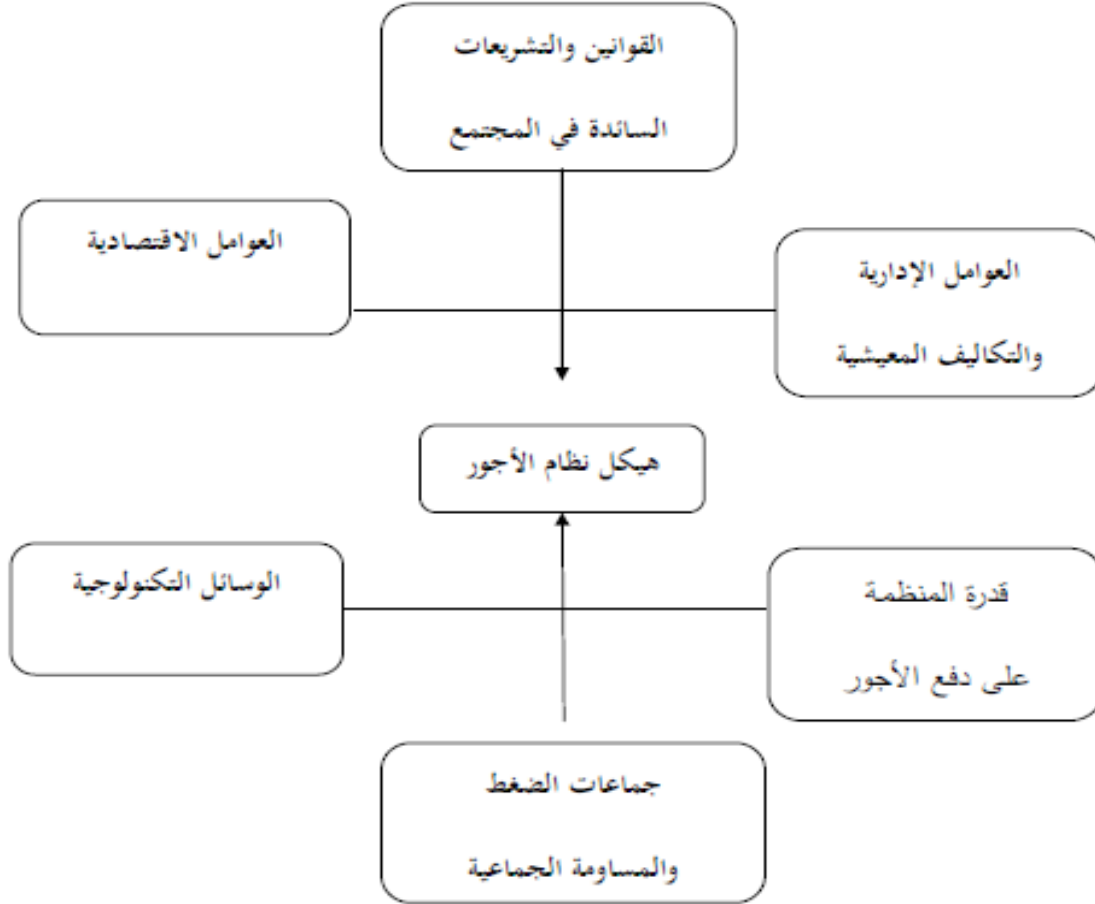 القوانين والتشريعات
السائدة في المجتمع
العوامل الاقتصادية
العوامل الإدارية
والتكاليف المعيشية
هيكل نظام الأجور
الوسائل التكنولوجية
قدرة المنظمة
على دفع الأجور
جماعات الضغط
والمساومة الجماعية